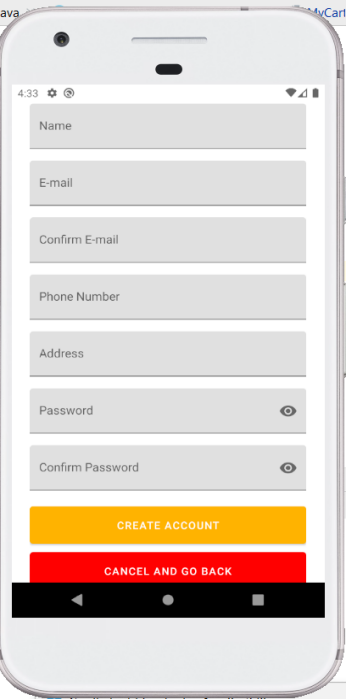 ava
MyCart
4:33
Name
E-mail
Confirm E-mail
Phone Number
Address
Password
Confirm Password
CREATE ACCOUNT
CANCEL AND GO BACK